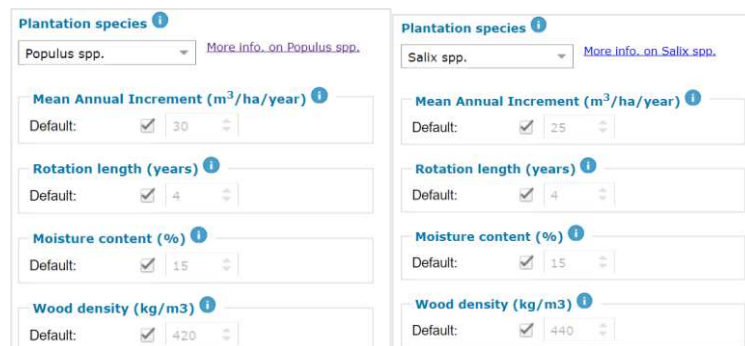 Plantation species
Populus spp. More info. on Populus spp.
Mean Annual Increment (m³/ha/year)
Default: 30
Rotation length (years)
Default: 4
Moisture content (%)
Default: 15
Wood density (kg/m3)
Default: 420
Plantation species
Salix spp. More info. on Salix spp.
Mean Annual Increment (m³/ha/year)
Default: 25
Rotation length (years)
Default: 4
Moisture content (%)
Default: 15
Wood density (kg/m3)
Default: 440